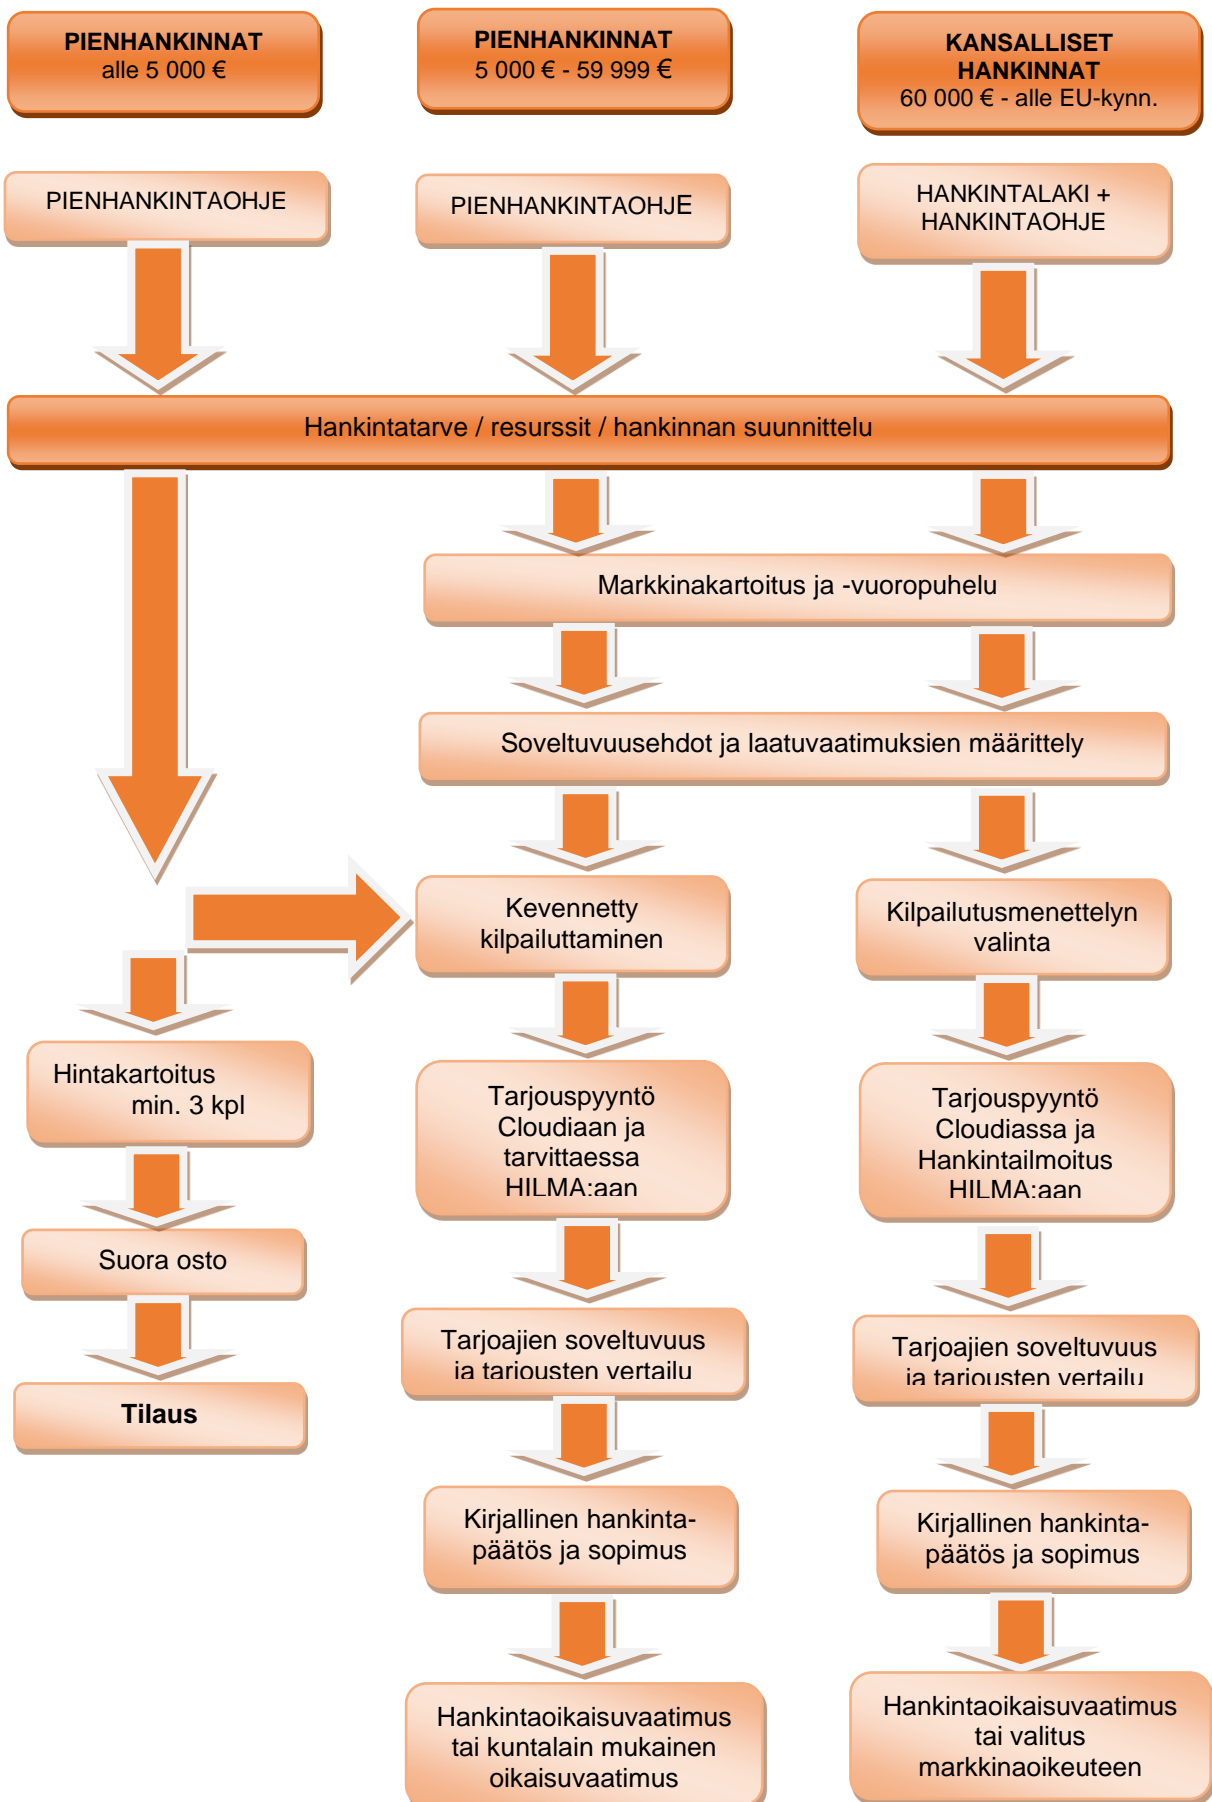 PIENHANKINNAT
alle 5 000 €
PIENHANKINNAT
5 000 € - 59 999 €
KANSALLISET
HANKINNAT
60 000 € - alle EU-kynn.
PIENHANKINTAOHJE
PIENHANKINTAOHJE
HANKINTALAKI +
HANKINTAOHJE
Hankintatarve / resurssit / hankinnan suunnittelu
Markkinakartoitus ja -vuoropuhelu
Soveltuvuusehdot ja laatuvaatimuksien määrittely
Kevennetty
kilpailuttaminen
Kilpailutusmenettelyn
valinta
Hintakartoitus
min. 3 kpl
Tarjouspyyntö
Cloudiaan ja
tarvittaessa
HILMA:aan
Tarjouspyyntö
Cloudiassa ja
Hankintailmoitus
HILMA:aan
Suora osto
Tarjoajien soveltuvuus
ja tarjousten vertailu
Tarjoajien soveltuvuus
ja tarjousten vertailu
Tilaus
Kirjallinen hankinta-
päätös ja sopimus
Kirjallinen hankinta-
päätös ja sopimus
Hankintaoikaisuvaatimus
tai kuntalain mukainen
oikaisuvaatimus
Hankintaoikaisuvaatimus
tai valitus
markkinaoikeuteen